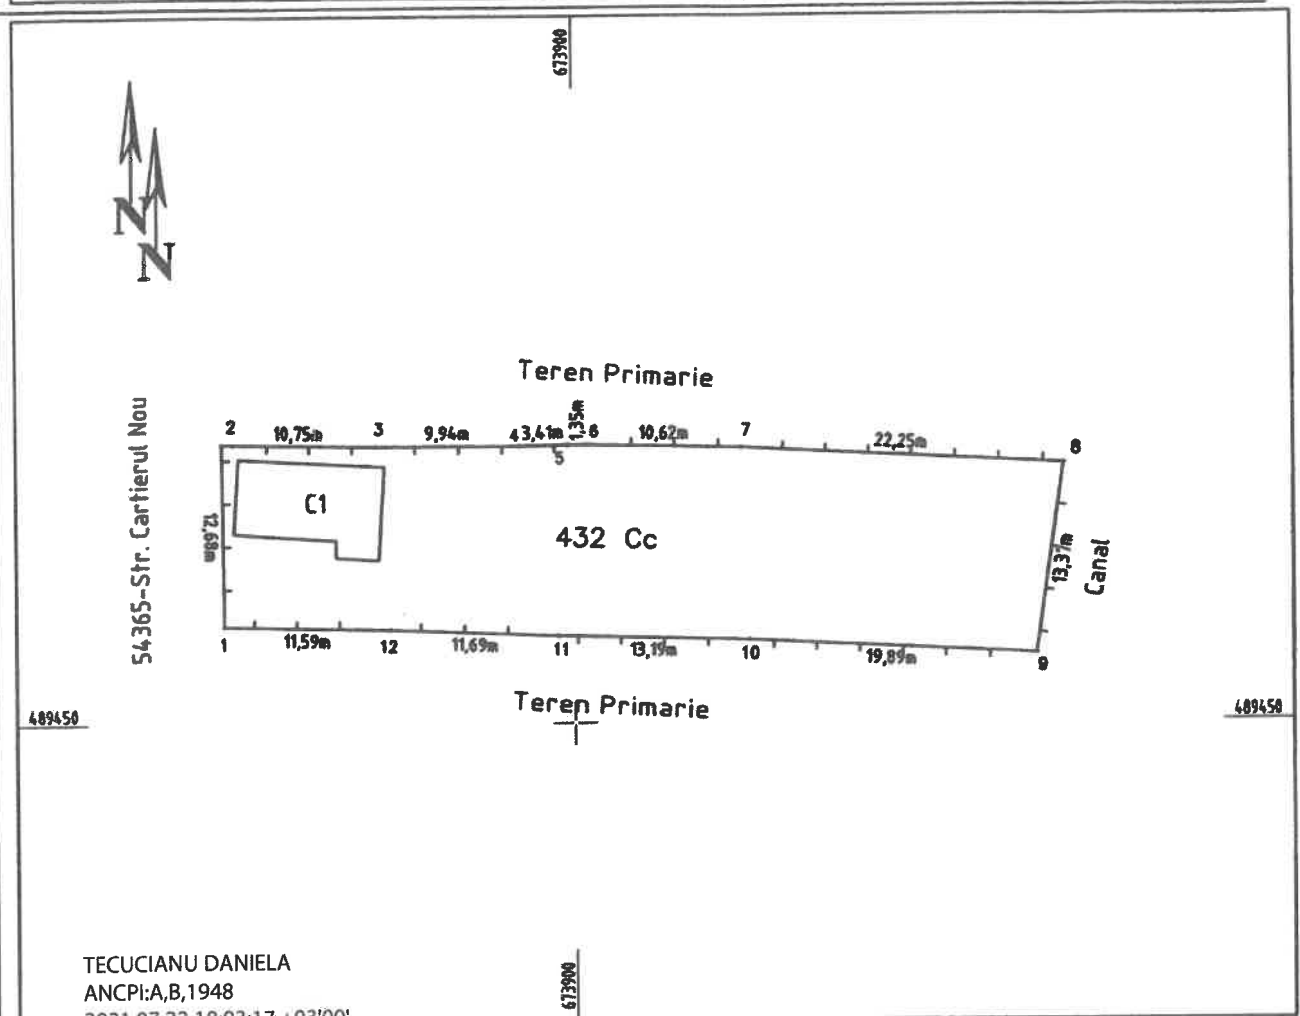 673900
N
N
Teren Primarie
54365-Str. Cartierul Nou
2 10,75m 3 9,94m 4 3,41m 1,35m 6 10,62m 7 22,25m 8
5
C1
12,68m
432 Cc
13,37m
Canal
1 11,59m 12 11,69m 11 13,19m 10 19,89m 9
Teren Primarie
489450
489450
TECUCIANU DANIELA
ANCPI:A,B,1948
673900